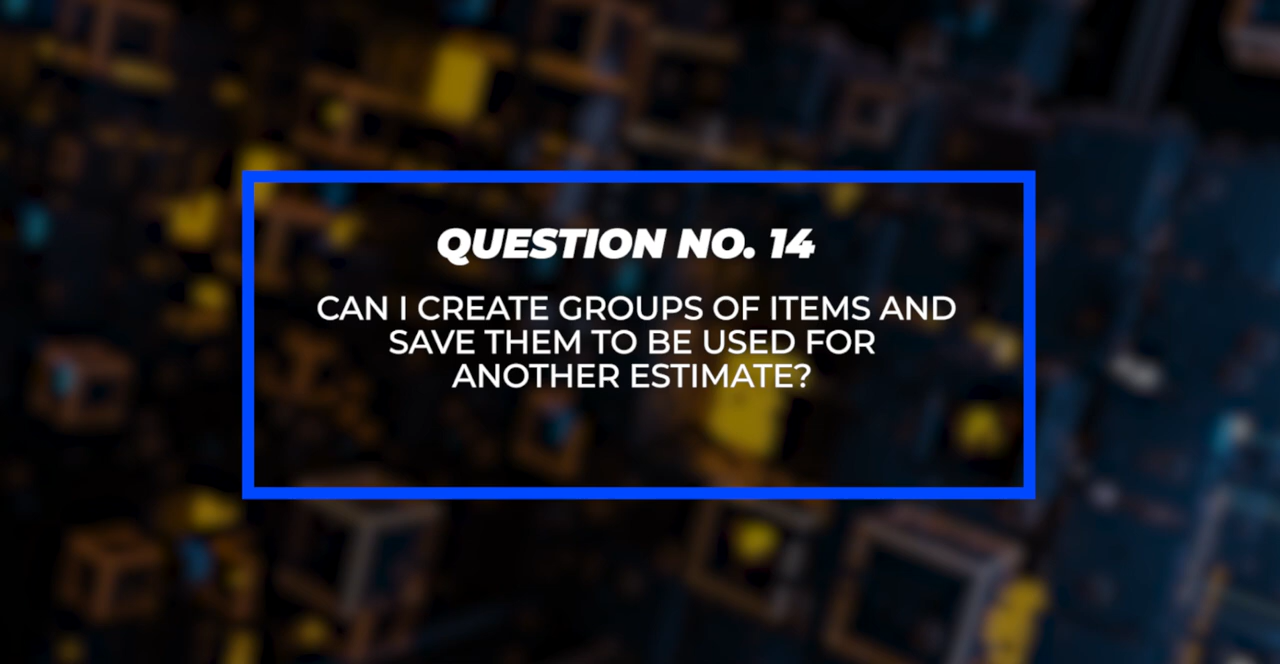 QUESTION NO. 14
CAN I CREATE GROUPS OF ITEMS AND
SAVE THEM TO BE USED FOR
ANOTHER ESTIMATE?